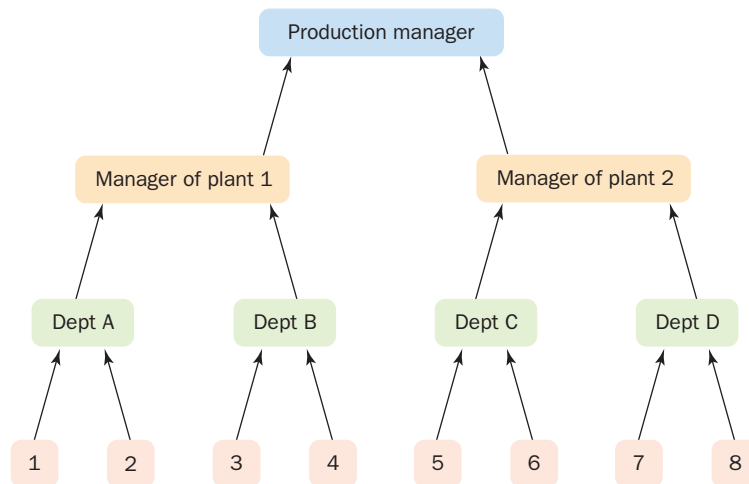 Production manager
Manager of plant 1
Manager of plant 2
Dept A
Dept B
Dept C
Dept D
1
2
3
4
5
6
7
8